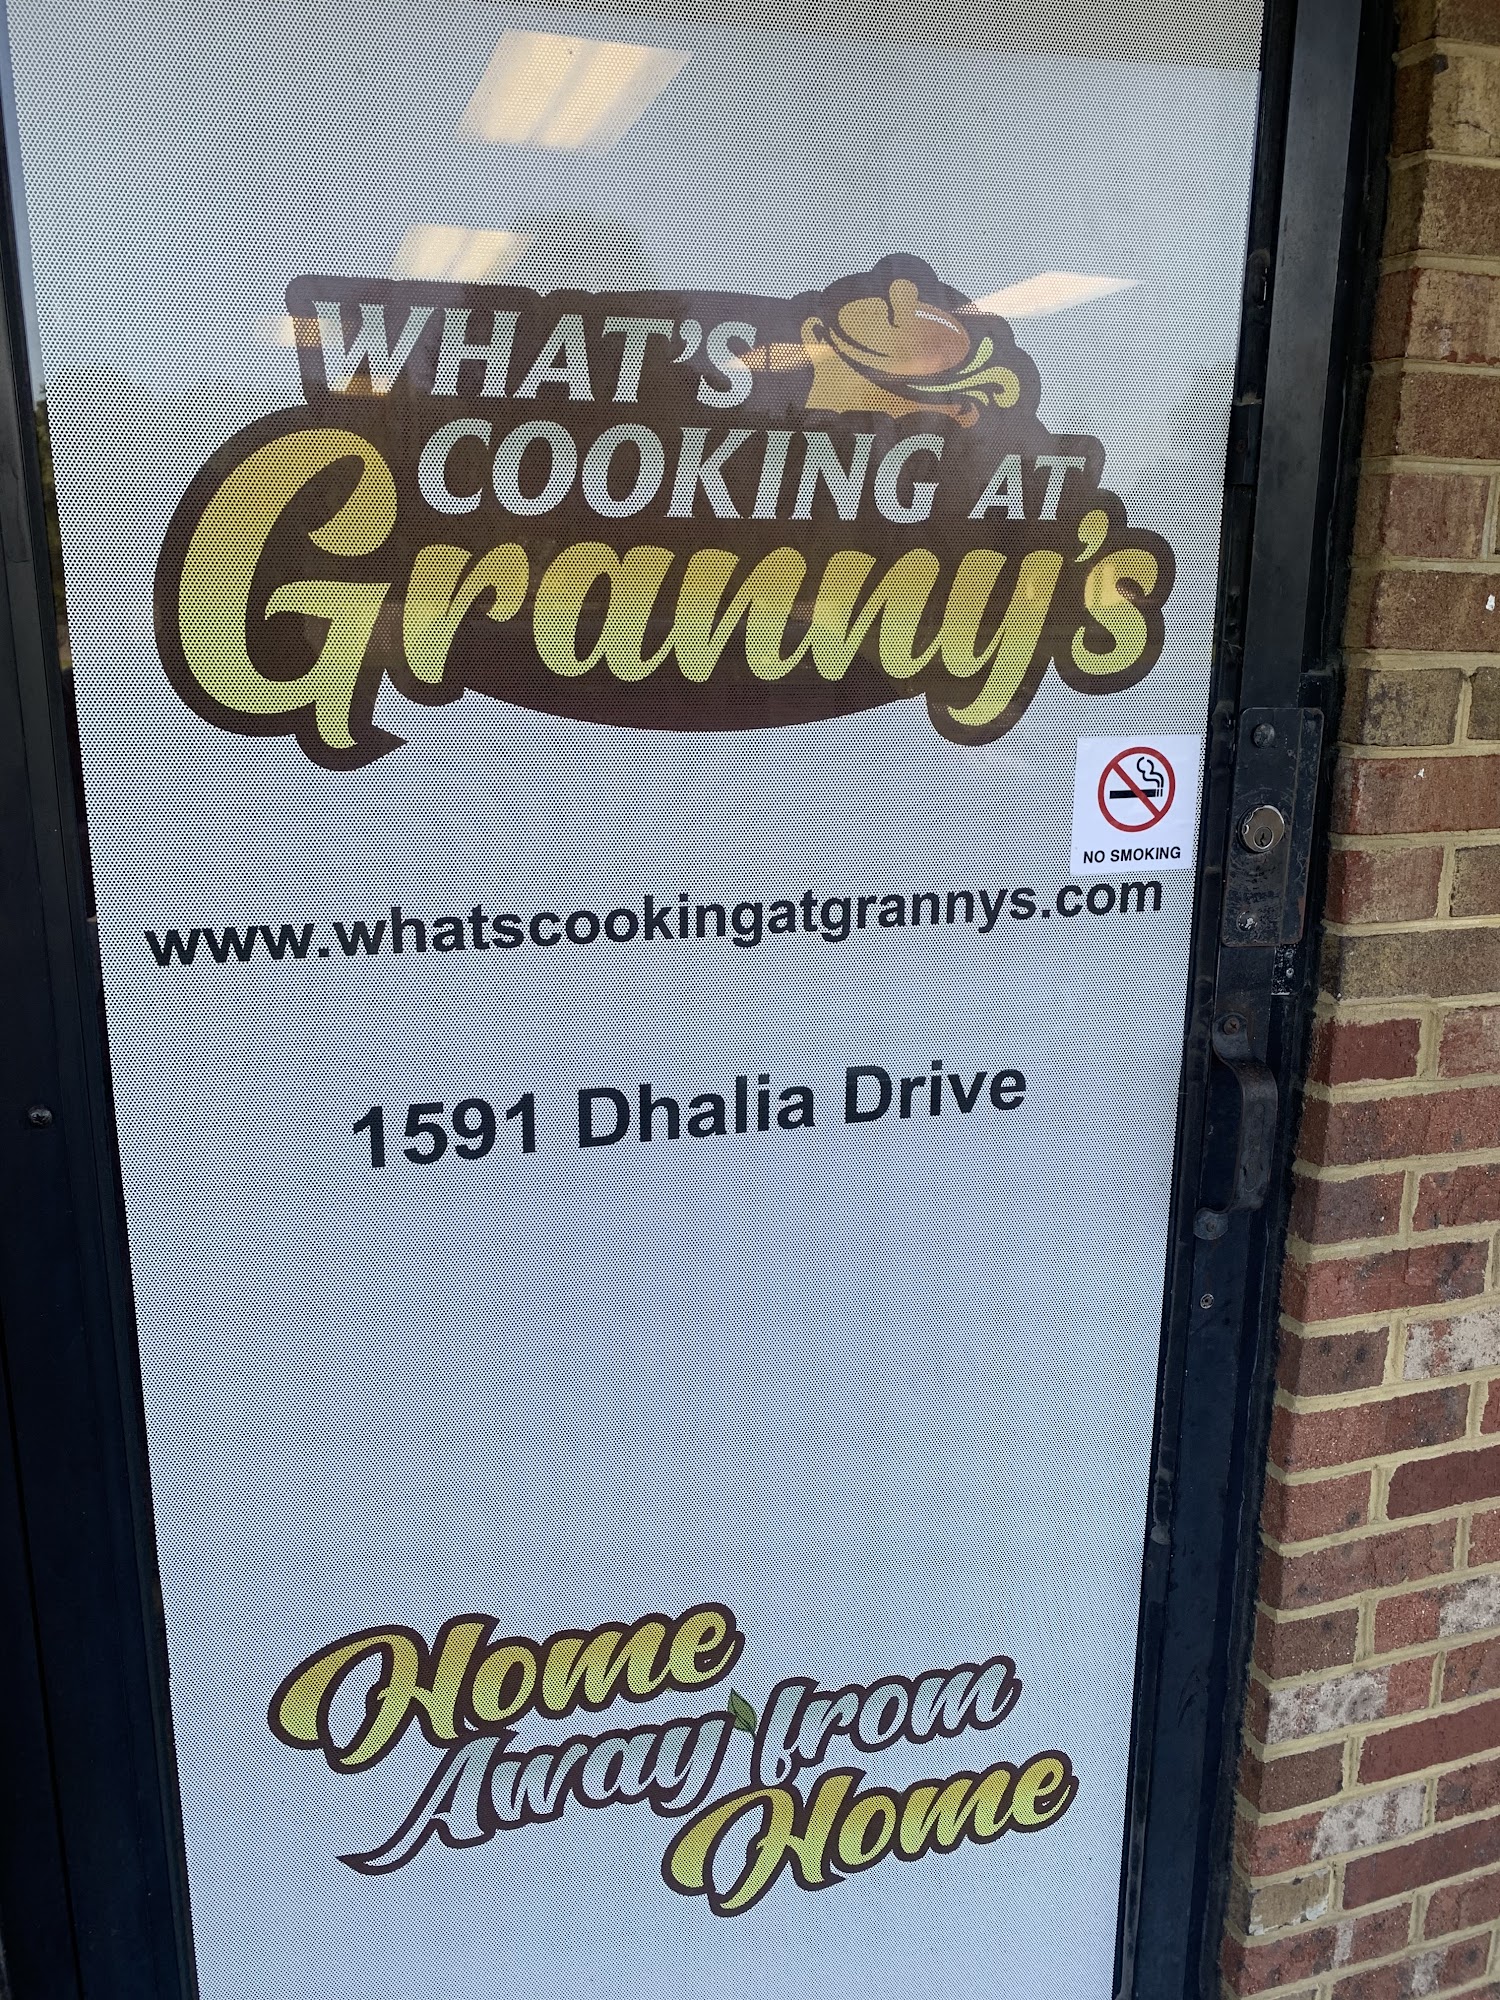 WHAT'S
COOKING AT
Granny's
NO SMOKING
www.whatscookingatgrannys.com
1591 Dhalia Drive
Home
Away from
Home